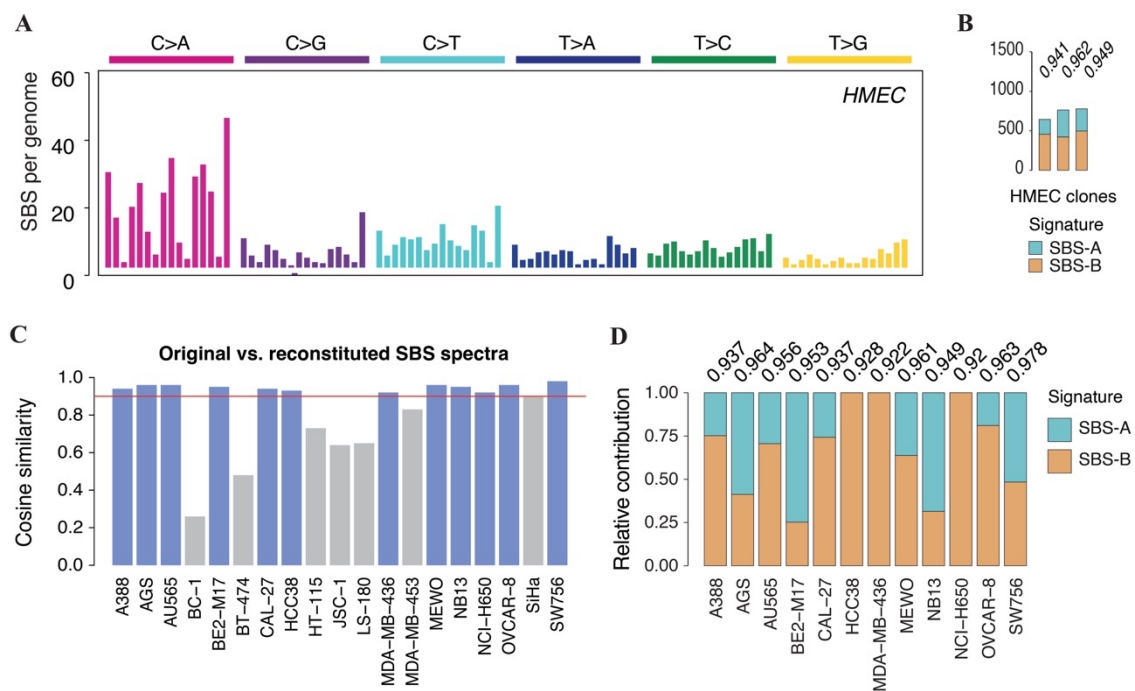 A
C>A C>G C>T T>A T>C T>G
HMEC
SBS per genome
60
40
20
0
B
0.941 0.962 0.949
1500
1000
500
0
HMEC clones
Signature
SBS-A
SBS-B
C
Original vs. reconstituted SBS spectra
Cosine similarity
1.0
0.8
0.6
0.4
0.2
0.0
A388 AGS AU565 BC-1 BE2-M17 BT-474 CAL-27 HCC38 HT-115 JSC-1 LS-180 MDA-MB-436 MDA-MB-453 MEWO NB13 NCI-H650 OVCAR-8 SiHa SW756
D
0.937 0.964 0.956 0.953 0.937 0.928 0.922 0.961 0.949 0.92 0.963 0.978
Relative contribution
1.00
0.75
0.50
0.25
0.00
A388 AGS AU565 BE2-M17 CAL-27 HCC38 MDA-MB-436 MEWO NB13 NCI-H650 OVCAR-8 SW756
Signature
SBS-A
SBS-B